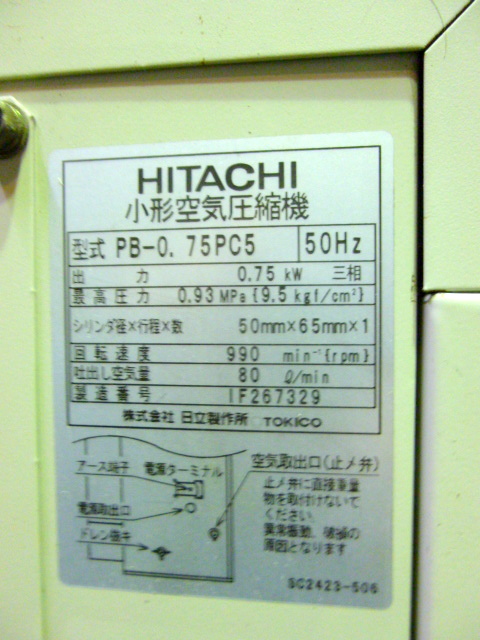 HITACHI
小形空気圧縮機
型式 PB-0.75PC5 50Hz
出力 0.75 kW 三相
最高圧力 0.93 MPa {9.5 kgf/cm²}
シリンダ径×行程×数 50mm×65mm×1
回転速度 990 min⁻¹{rpm}
吐出し空気量 80 ℓ/min
製造番号 IF267329
株式会社 日立製作所 TOKICO
アース端子 電源ターミナル 空気取出口(止メ弁)
止メ弁に直接重量
物を取付けないで
ください
電源取出口
異常振動、破損の
ドレン抜キ
原因となります
SC2423-506